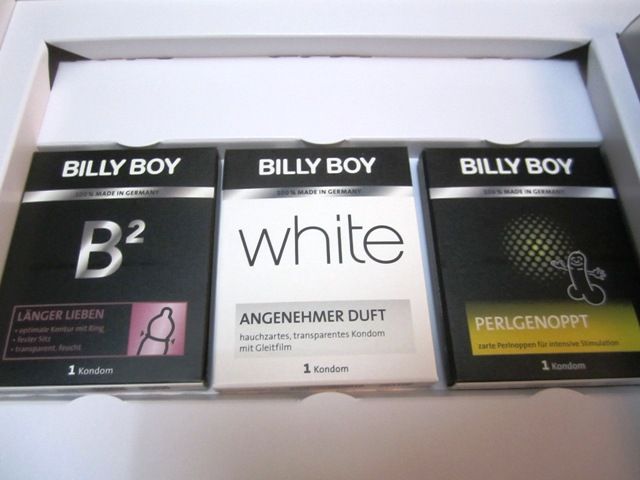 BILLY BOY
100% MADE IN GERMANY
B²
LÄNGER LIEBEN
• optimale Kontur mit Ring
• fester Sitz
• transparent, feucht
1 Kondom
BILLY BOY
100% MADE IN GERMANY
white
ANGENEHMER DUFT
hauchzartes, transparentes Kondom
mit Gleitfilm
1 Kondom
BILLY BOY
100% MADE IN GERMANY
PERLGENOPPT
zarte Perlnoppen für intensive Stimulation
1 Kondom